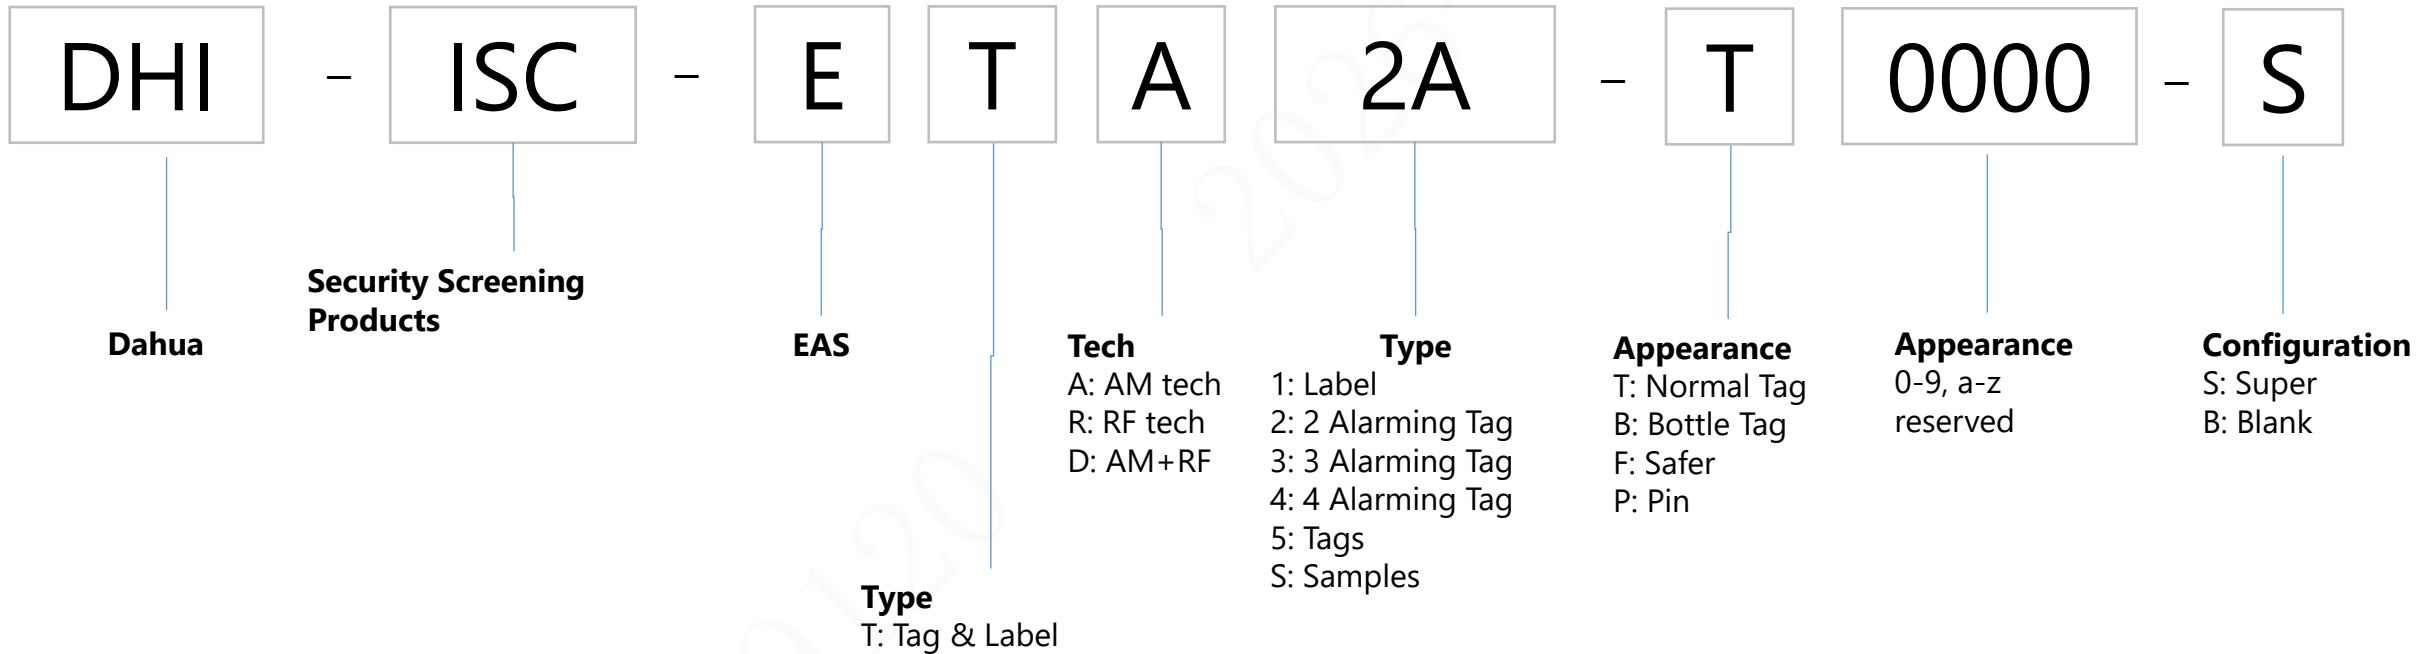 DHI - ISC - E T A 2A - T 0000 - S
Security Screening
Products
Dahua
EAS
Type
T: Tag & Label
Tech
A: AM tech
R: RF tech
D: AM+RF
Type
1: Label
2: 2 Alarming Tag
3: 3 Alarming Tag
4: 4 Alarming Tag
5: Tags
S: Samples
Appearance
T: Normal Tag
B: Bottle Tag
F: Safer
P: Pin
Appearance
0-9, a-z
reserved
Configuration
S: Super
B: Blank